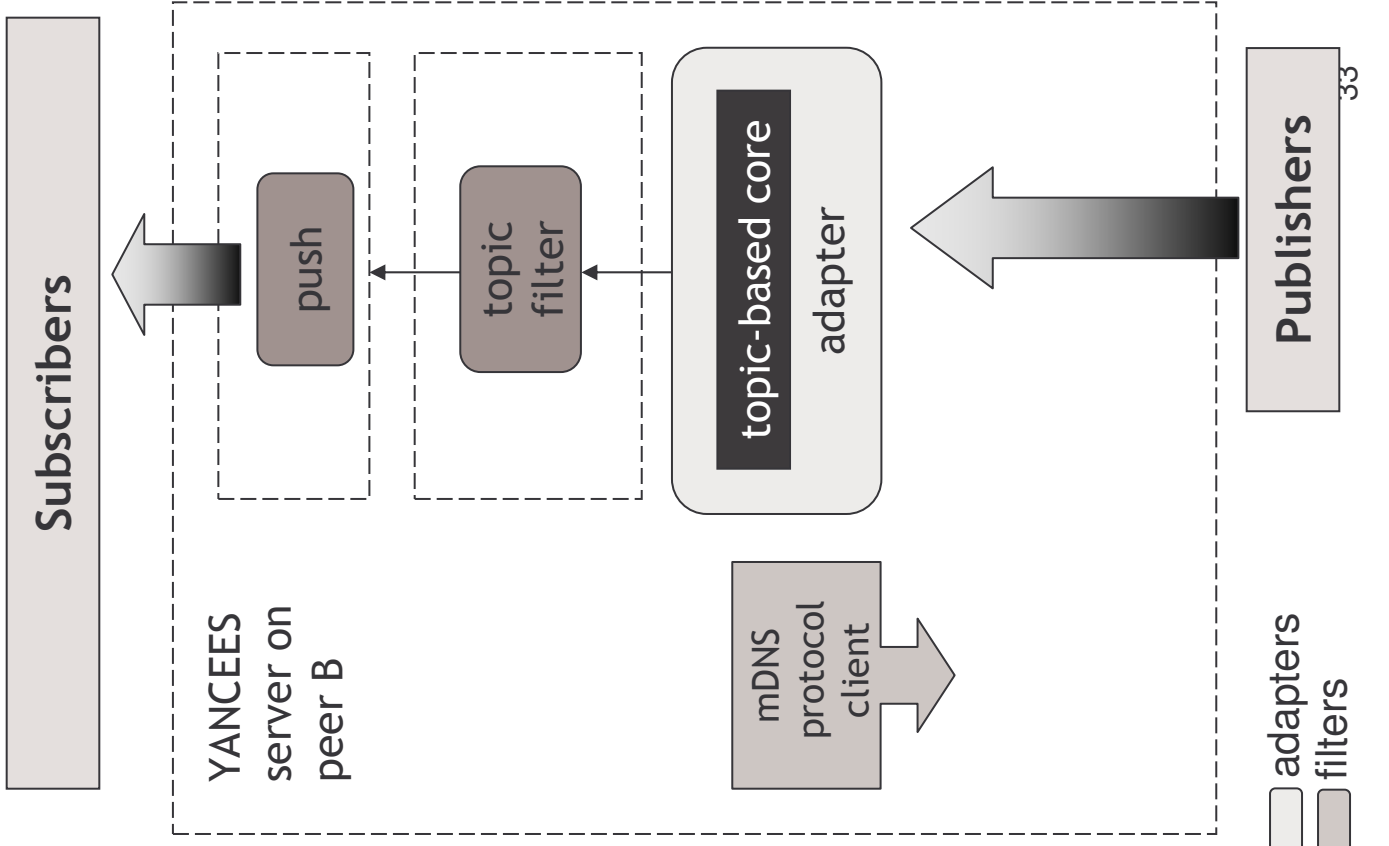 Subscribers
YANCEES
server on
peer B
push
topic
filter
topic-based core
adapter
mDNS
protocol
client
Publishers
adapters
filters
33